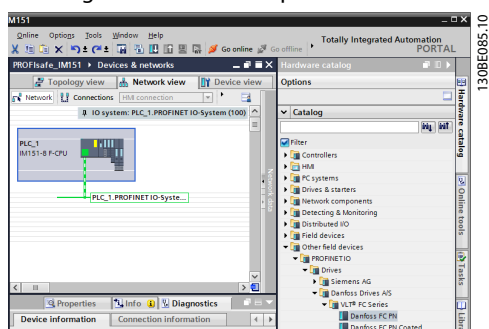 M151
Online Options Tools Window Help
Go online Go offline
Totally Integrated Automation
PORTAL
PROFIsafe_IM151 Devices & networks
Topology view Network view Device view
Network Connections HMI connection
IO system: PLC_1.PROFINET IO-System (100)
PLC_1
IM151-8 F-CPU
PLC_1.PROFINET IO-Syste...
Network data
Properties Info Diagnostics
Device information Connection information
Hardware catalog
Options
Catalog
Filter
Controllers
HMI
PC systems
Drives & starters
Network components
Detecting & Monitoring
Distributed I/O
Field devices
Other field devices
PROFINET IO
Drives
Siemens AG
Danfoss Drives A/S
VLT® FC Series
Danfoss FC PN
Danfoss FC PN Coated
Hardware catalog
Online tools
Tasks
Libra
130BE085.10